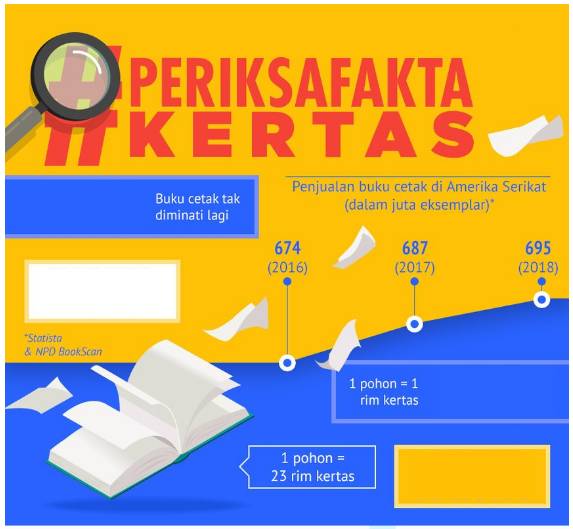 #PERIKSAFAKTA
#KERTAS
Buku cetak tak
diminati lagi
Penjualan buku cetak di Amerika Serikat
(dalam juta eksemplar)*
674
(2016)
687
(2017)
695
(2018)
*Statista
& NPD BookScan
1 pohon = 1
rim kertas
1 pohon =
23 rim kertas